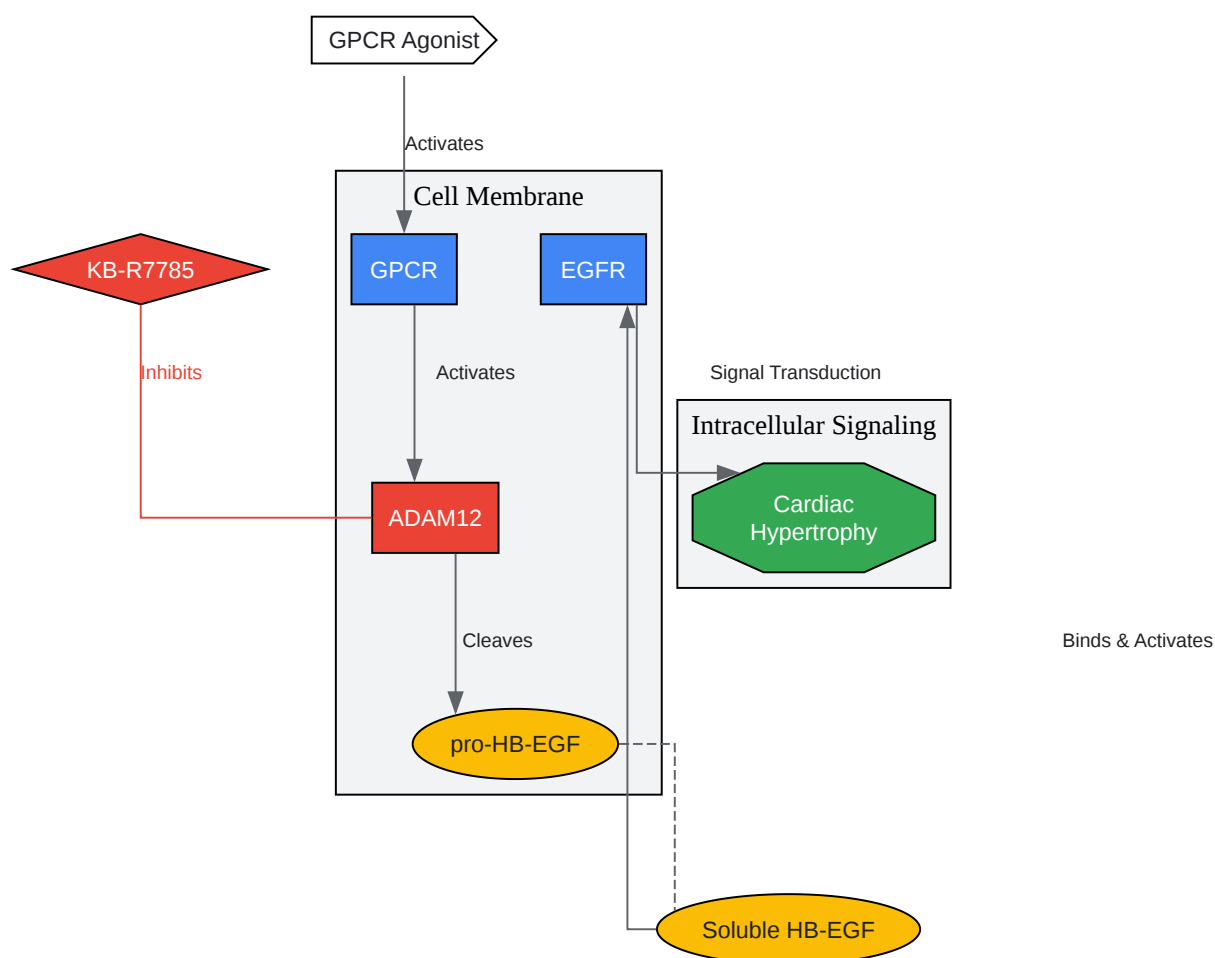 GPCR Agonist
Activates
Cell Membrane
KB-R7785
GPCR
EGFR
Inhibits
Activates
Signal Transduction
Intracellular Signaling
ADAM12
Cardiac
Hypertrophy
Cleaves
Binds & Activates
pro-HB-EGF
Soluble HB-EGF